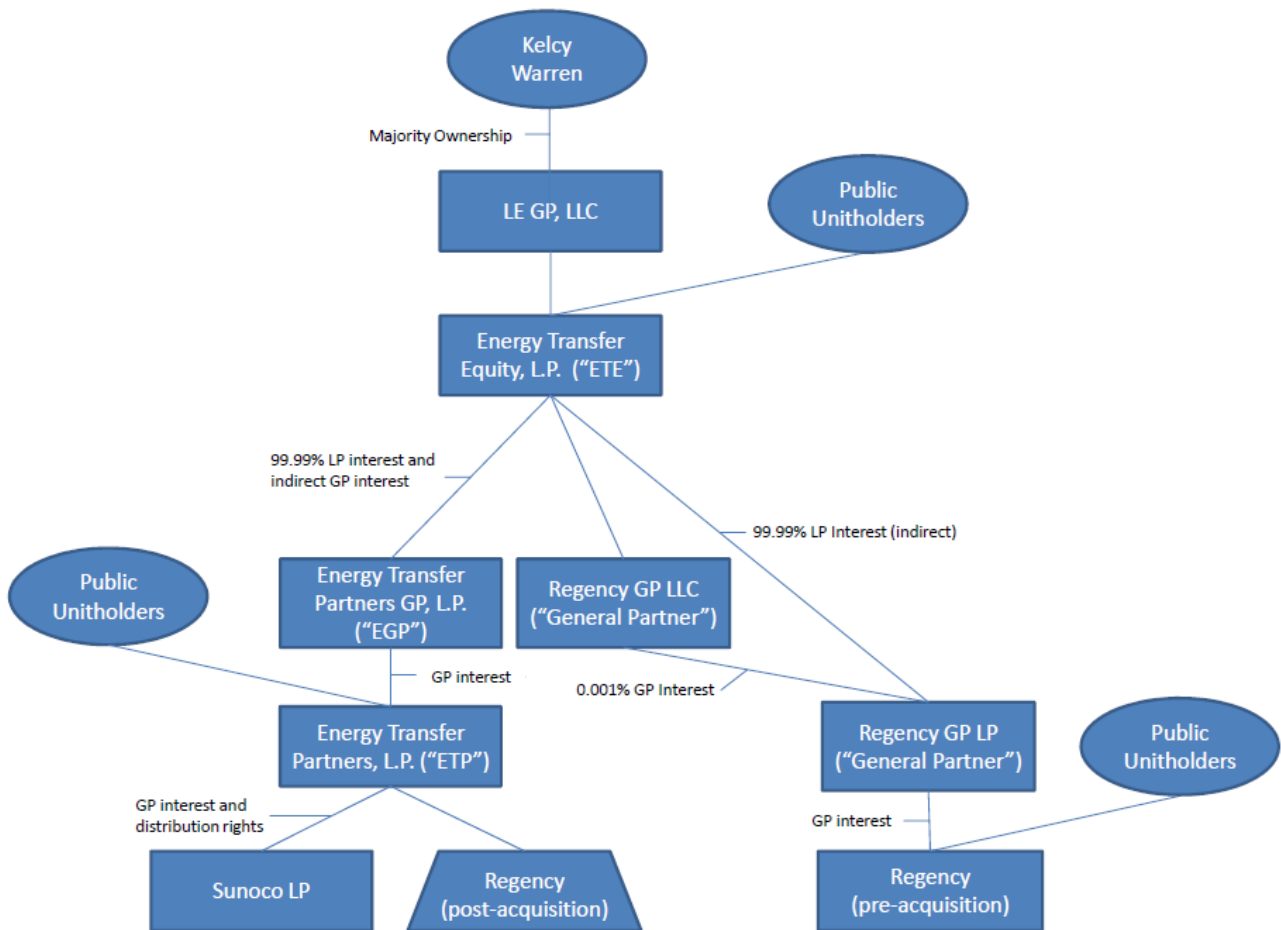 Kelcy
Warren
Majority Ownership
LE GP, LLC
Public
Unitholders
Energy Transfer
Equity, L.P. (“ETE”)
99.99% LP interest and
indirect GP interest
99.99% LP Interest (indirect)
Public
Unitholders
Energy Transfer
Partners GP, L.P.
(“EGP”)
Regency GP LLC
(“General Partner”)
GP interest
0.001% GP Interest
Energy Transfer
Partners, L.P. (“ETP”)
Regency GP LP
(“General Partner”)
Public
Unitholders
GP interest and
distribution rights
GP interest
Sunoco LP
Regency
(post-acquisition)
Regency
(pre-acquisition)